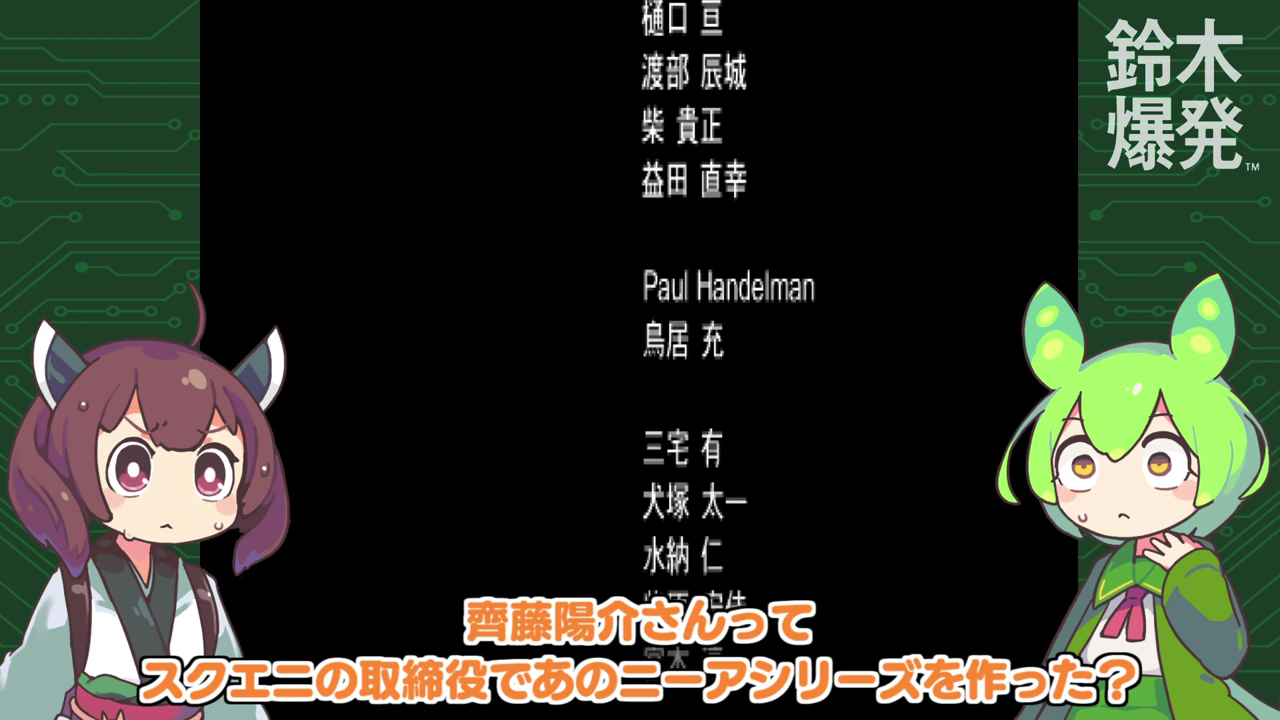 樋口 亘
渡部 辰城
柴 貴正
益田 直幸
Paul Handelman
鳥居 充
三宅 有
犬塚 太一
水納 仁
鈴木
爆発
TM
齊藤陽介さんって
スクエニの取締役であのニーアシリーズを作った?